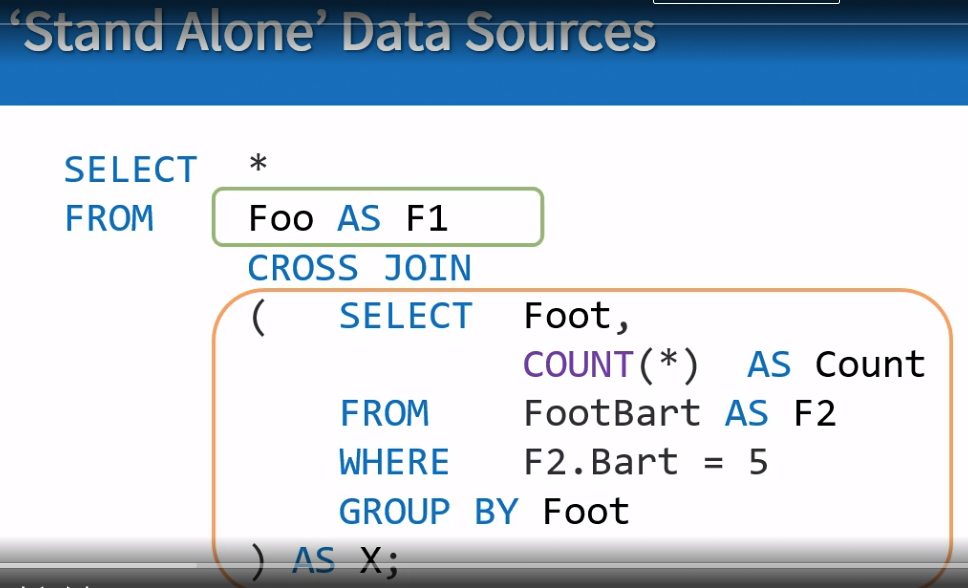 ‘Stand Alone’ Data Sources
SELECT *
FROM Foo AS F1
CROSS JOIN
( SELECT Foot,
COUNT(*) AS Count
FROM FootBart AS F2
WHERE F2.Bart = 5
GROUP BY Foot
) AS X;